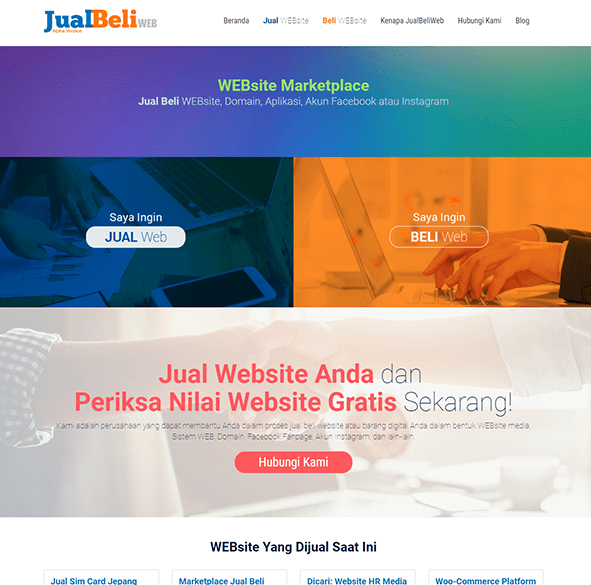 JualBeli WEB
Alpha Version
Beranda Jual WEBsite Beli WEBsite Kenapa JualBeliWeb Hubungi Kami Blog
WEBsite Marketplace
Jual Beli WEBsite, Domain, Aplikasi, Akun Facebook atau Instagram
Saya Ingin
JUAL Web
Saya Ingin
BELI Web
Jual Website Anda dan
Periksa Nilai Website Gratis Sekarang!
Kami adalah perusahaan yang dapat membantu Anda dalam proses jual beli website atau barang digital Anda dalam bentuk WEBsite media,
Sistem WEB, Domain, Facebook Fanpage, Akun Instagram, dan lain-lain.
Hubungi Kami
WEBsite Yang Dijual Saat Ini
Jual Sim Card Jepang
Marketplace Jual Beli
Dicari: Website HR Media
Woo-Commerce Platform